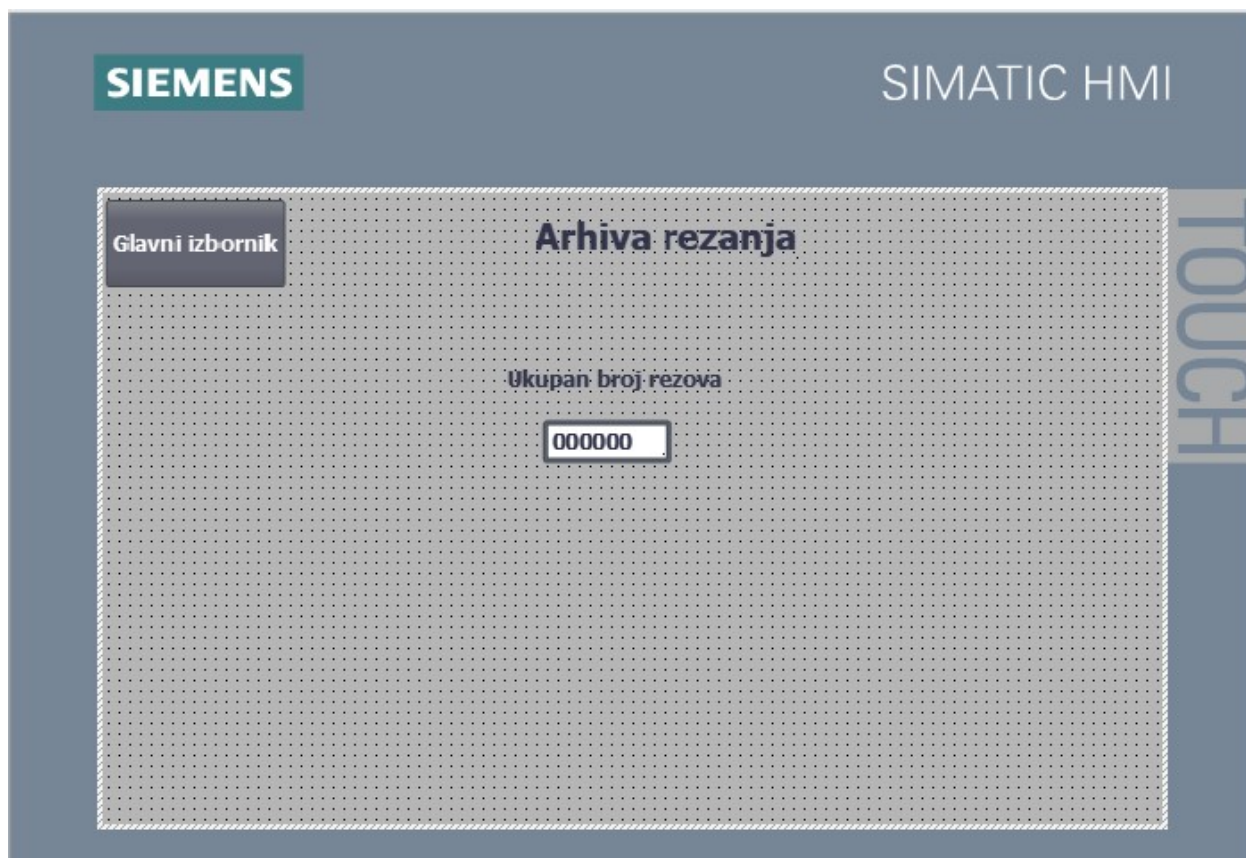 SIEMENS
SIMATIC HMI
TOUCH
Glavni izbornik
Arhiva rezanja
Ukupan broj rezova
000000